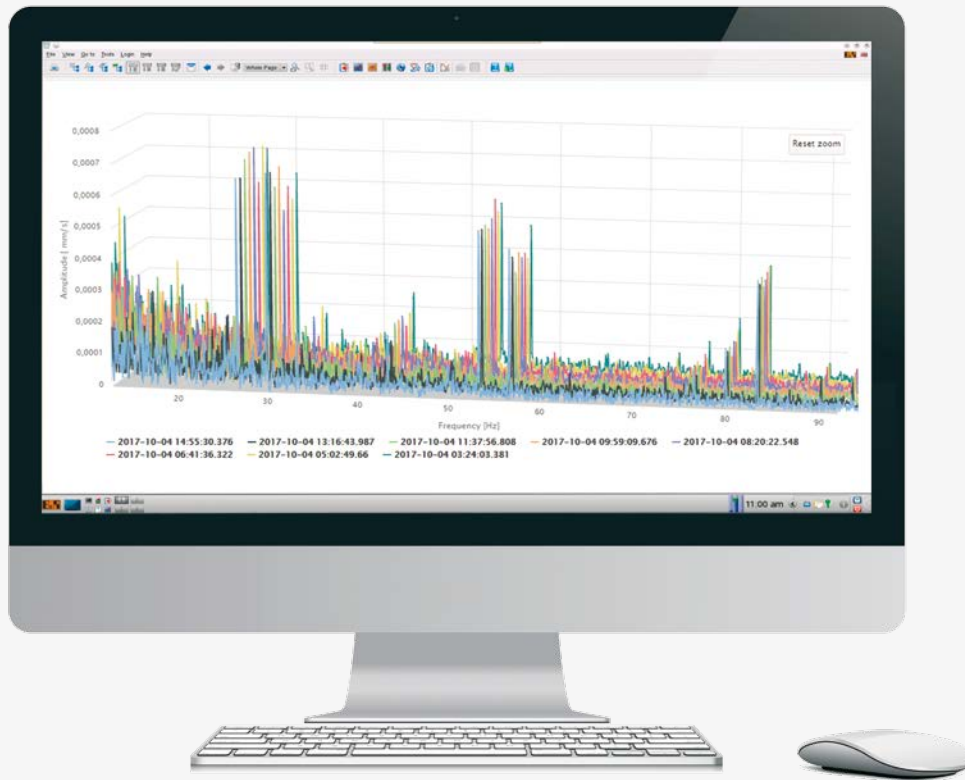 File View Go to Tools Login Help
Whole Page
Reset zoom
0,0008
0,0007
0,0006
0,0005
0,0004
0,0003
0,0002
0,0001
0
Amplitude [ mm/s]
20 30 40 50 60 70 80 90
Frequency [Hz]
2017-10-04 14:55:30.376 2017-10-04 13:16:43.987 2017-10-04 11:37:56.808 2017-10-04 09:59:09.676 2017-10-04 08:20:22.548
2017-10-04 06:41:36.322 2017-10-04 05:02:49.66 2017-10-04 03:24:03.381
11:00 am